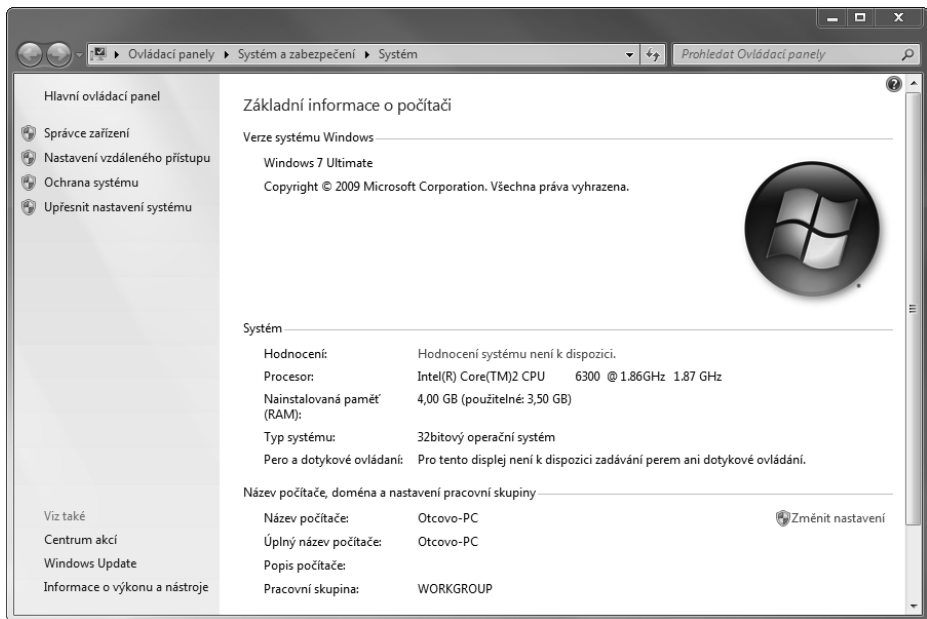 Ovládací panely ▸ Systém a zabezpečení ▸ Systém
Prohledat Ovládací panely
Hlavní ovládací panel
Správce zařízení
Nastavení vzdáleného přístupu
Ochrana systému
Upřesnit nastavení systému
Viz také
Centrum akcí
Windows Update
Informace o výkonu a nástroje
Základní informace o počítači
Verze systému Windows
Windows 7 Ultimate
Copyright © 2009 Microsoft Corporation. Všechna práva vyhrazena.
Systém
Hodnocení: Hodnocení systému není k dispozici.
Procesor: Intel(R) Core(TM)2 CPU 6300 @ 1.86GHz 1.87 GHz
Nainstalovaná paměť 4,00 GB (použitelné: 3,50 GB)
(RAM):
Typ systému: 32bitový operační systém
Pero a dotykové ovládaní: Pro tento displej není k dispozici zadávání perem ani dotykové ovládání.
Název počítače, doména a nastavení pracovní skupiny
Název počítače: Otcovo-PC Změnit nastavení
Úplný název počítače: Otcovo-PC
Popis počítače:
Pracovní skupina: WORKGROUP